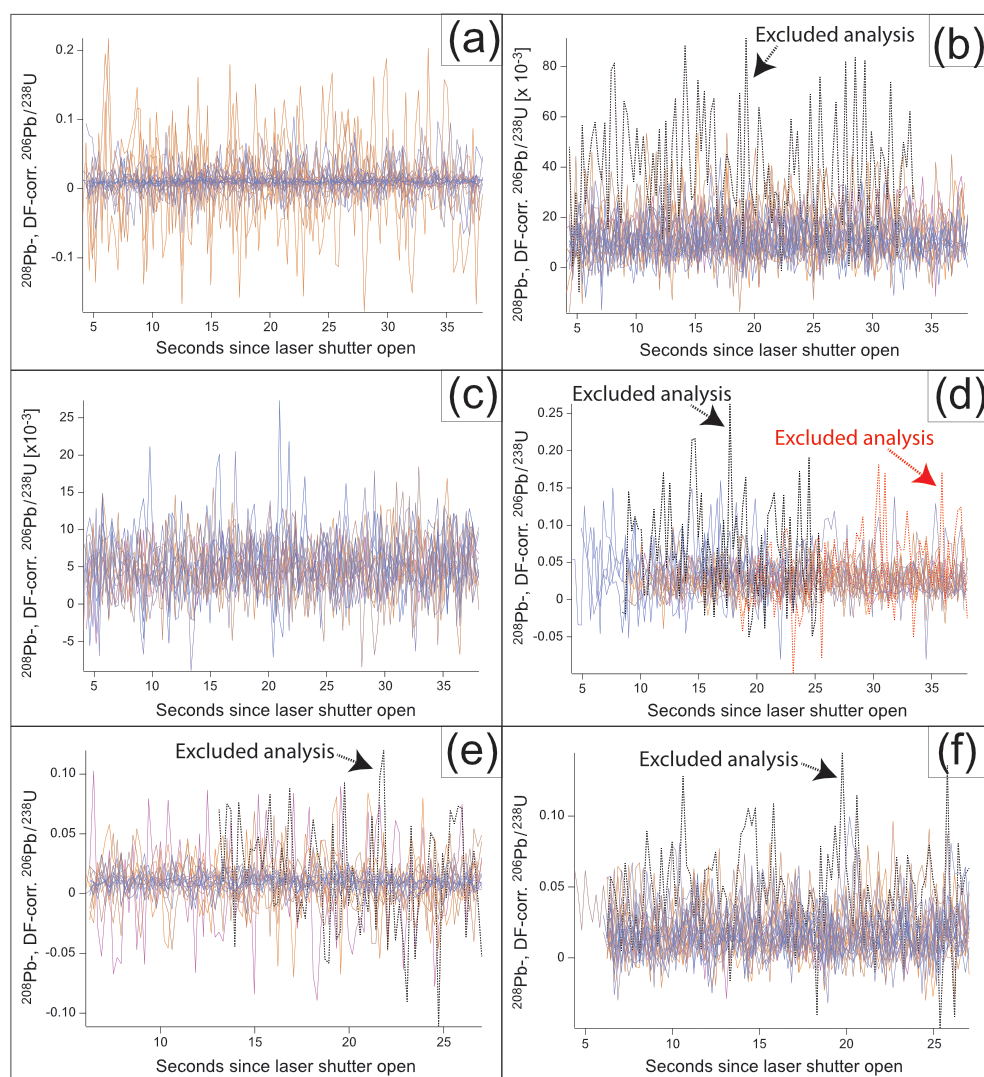 (a)
0.2
0.1
0
-0.1
²⁰⁸Pb-, DF-corr. ²⁰⁶Pb/²³⁸U
5 10 15 20 25 30 35
Seconds since laser shutter open
(b)
Excluded analysis
80
60
40
20
0
²⁰⁸Pb-, DF-corr. ²⁰⁶Pb/²³⁸U [x 10⁻³]
5 10 15 20 25 30 35
Seconds since laser shutter open
(c)
25
20
15
10
5
0
-5
²⁰⁸Pb-, DF-corr. ²⁰⁶Pb/²³⁸U [x10⁻³]
5 10 15 20 25 30 35
Seconds since laser shutter open
(d)
Excluded analysis
Excluded analysis
0.25
0.20
0.15
0.10
0.05
0
-0.05
²⁰⁸Pb-, DF-corr. ²⁰⁶Pb/²³⁸U
5 10 15 20 25 30 35
Seconds since laser shutter open
(e)
Excluded analysis
0.10
0.05
0
-0.05
-0.10
²⁰⁸Pb-, DF-corr. ²⁰⁶Pb/²³⁸U
10 15 20 25
Seconds since laser shutter open
(f)
Excluded analysis
0.10
0.05
0
²⁰⁸Pb-, DF-corr. ²⁰⁶Pb/²³⁸U
5 10 15 20 25
Seconds since laser shutter open